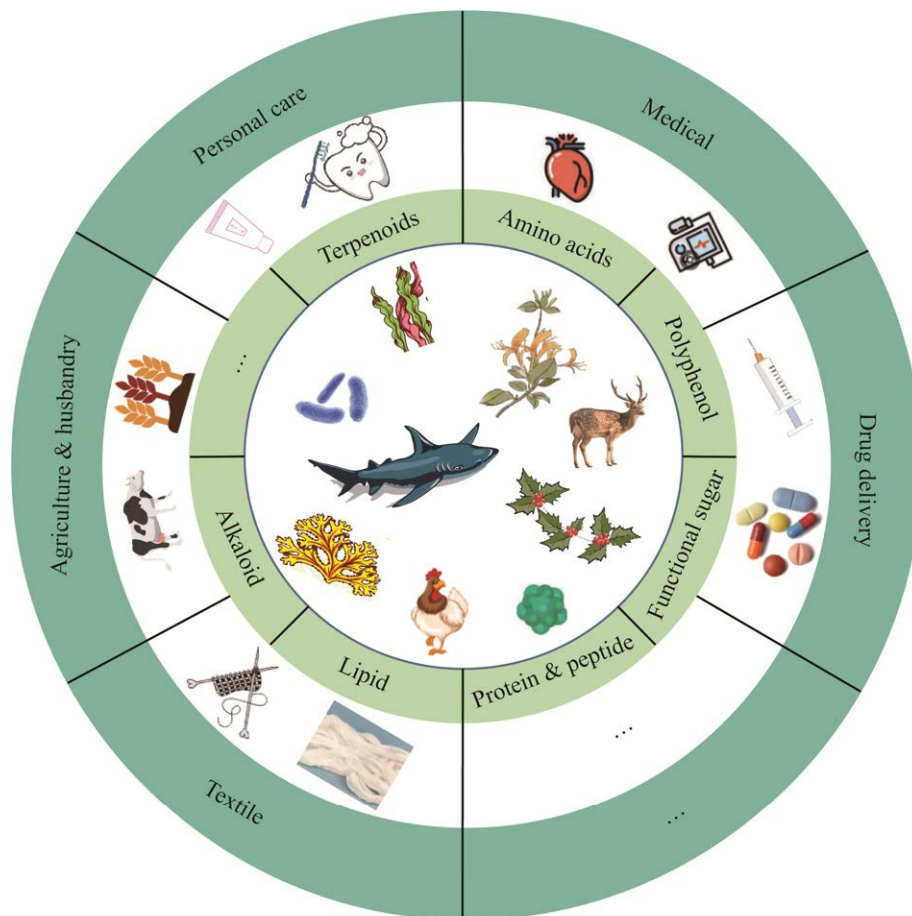 Personal care
Medical
Drug delivery
...
Textile
Agriculture & husbandry
Terpenoids
Amino acids
Polyphenol
Functional sugar
Protein & peptide
Lipid
Alkaloid
...
...